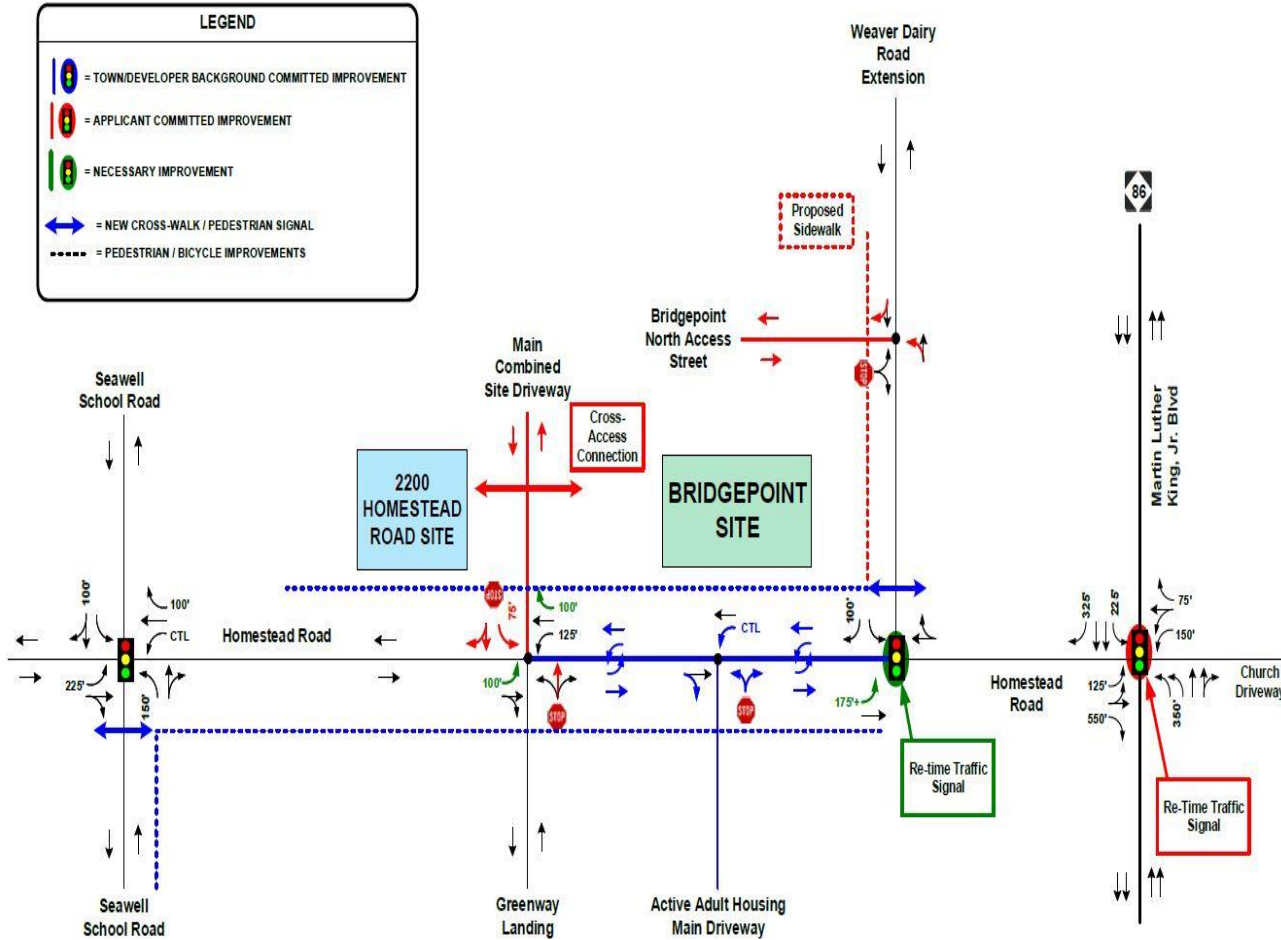 LEGEND
= TOWN/DEVELOPER BACKGROUND COMMITTED IMPROVEMENT
= APPLICANT COMMITTED IMPROVEMENT
= NECESSARY IMPROVEMENT
= NEW CROSS-WALK / PEDESTRIAN SIGNAL
= PEDESTRIAN / BICYCLE IMPROVEMENTS
Weaver Dairy
Road
Extension
86
Proposed
Sidewalk
Bridgepoint
North Access
Street
STOP
Main
Combined
Site Driveway
Seawell
School Road
Cross-
Access
Connection
Martin Luther
King, Jr. Blvd
2200
HOMESTEAD
ROAD SITE
BRIDGEPOINT
SITE
100'
100'
CTL
Homestead Road
STOP
75'
100'
125'
CTL
100'
325'
225'
75'
150'
225'
150'
100'
STOP
STOP
175'+
Homestead
Road
125'
550'
350'
Church
Driveway
Re-time Traffic
Signal
Re-Time Traffic
Signal
Seawell
School Road
Greenway
Landing
Active Adult Housing
Main Driveway